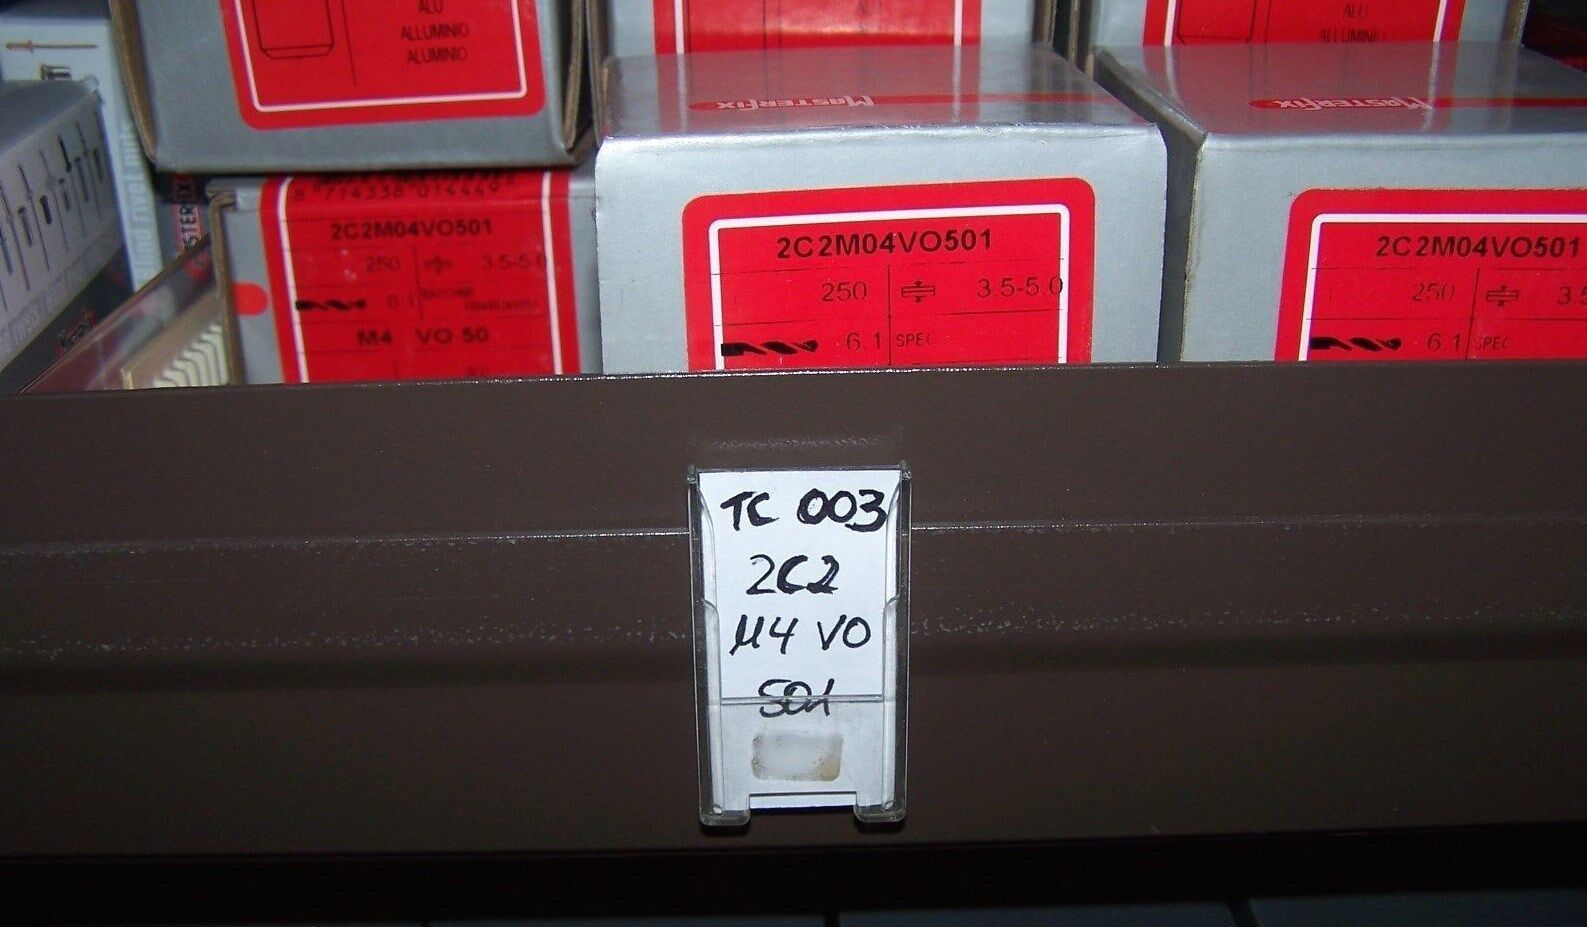 ALU
ALLUMINIO
ALUMINIO
ALU
ALLUMINIO
MASTERFIX
MASTERFIX
8 714338 014449
2C2M04VO501
250 3.5-5.0
6.1
M4 VO 50
2C2M04VO501
250 3.5-5.0
6.1 SPEC
2C2M04VO501
250 3.5
6.1 SPEC
TC 003
2C2
M4 VO
501